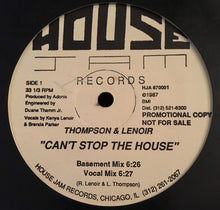 HOUSE
JAM
RECORDS
SIDE 1
33 1/3 RPM
Produced by Adonis
Engineered by
Duane Thamm Jr.
Vocals by Kenya Lenoir
& Brenda Parker
HJA 870001
©1987
BMI
Dist. (312) 521-6300
PROMOTIONAL COPY
NOT FOR SALE
THOMPSON & LENOIR
"CAN'T STOP THE HOUSE"
Basement Mix 6:26
Vocal Mix 6:27
(R. Lenoir & L. Thompson)
HOUSE JAM RECORDS, CHICAGO, IL (312) 261-2067